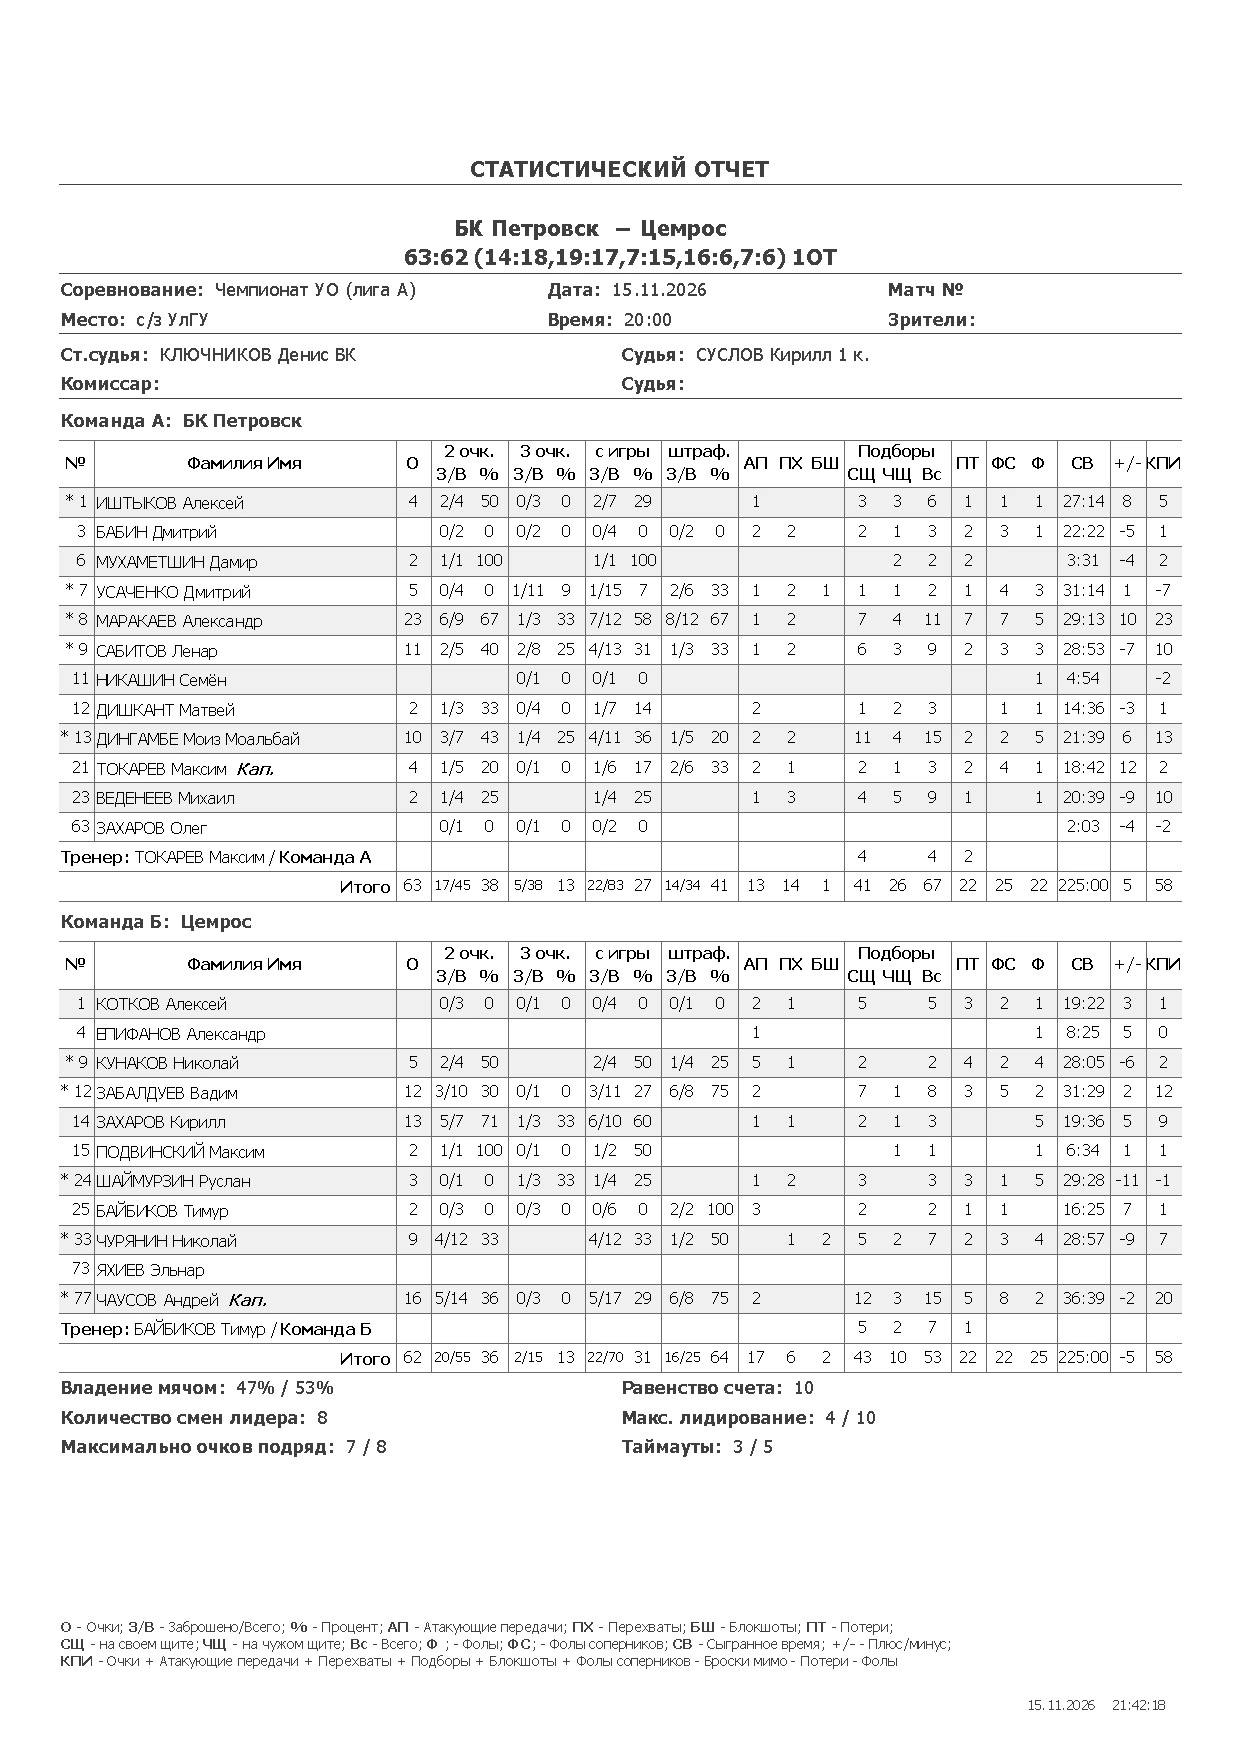 СТАТИСТИЧЕСКИЙ ОТЧЕТ
БК Петровск – Цемрос
63:62 (14:18,19:17,7:15,16:6,7:6) 1ОТ
Соревнование: Чемпионат УО (лига А) Дата: 15.11.2026 Матч №
Место: с/з УлГУ Время: 20:00 Зрители:
Ст.судья: КЛЮЧНИКОВ Денис ВК Судья: СУСЛОВ Кирилл 1 к.
Комиссар: Судья:
Команда А: БК Петровск
2 очк. 3 очк. с игры штраф. Подборы
№ Фамилия Имя О З/В % З/В % З/В % З/В % АП ПХ БШ СЩ ЧЩ Вс ПТ ФС Ф СВ +/- КПИ
* 1 ИШТЫКОВ Алексей 4 2/4 50 0/3 0 2/7 29 1 3 3 6 1 1 1 27:14 8 5
3 БАБИН Дмитрий 0/2 0 0/2 0 0/4 0 0/2 0 2 2 2 1 3 2 3 1 22:22 -5 1
6 МУХАМЕТШИН Дамир 2 1/1 100 1/1 100 2 2 2 3:31 -4 2
* 7 УСАЧЕНКО Дмитрий 5 0/4 0 1/11 9 1/15 7 2/6 33 1 2 1 1 1 2 1 4 3 31:14 1 -7
* 8 МАРАКАЕВ Александр 23 6/9 67 1/3 33 7/12 58 8/12 67 1 2 7 4 11 7 7 5 29:13 10 23
* 9 САБИТОВ Ленар 11 2/5 40 2/8 25 4/13 31 1/3 33 1 2 6 3 9 2 3 3 28:53 -7 10
11 НИКАШИН Семён 0/1 0 0/1 0 1 4:54 -2
12 ДИШКАНТ Матвей 2 1/3 33 0/4 0 1/7 14 2 1 2 3 1 1 14:36 -3 1
* 13 ДИНГАМБЕ Моиз Моальбай 10 3/7 43 1/4 25 4/11 36 1/5 20 2 2 11 4 15 2 2 5 21:39 6 13
21 ТОКАРЕВ Максим Кап. 4 1/5 20 0/1 0 1/6 17 2/6 33 2 1 2 1 3 2 4 1 18:42 12 2
23 ВЕДЕНЕЕВ Михаил 2 1/4 25 1/4 25 1 3 4 5 9 1 1 20:39 -9 10
63 ЗАХАРОВ Олег 0/1 0 0/1 0 0/2 0 2:03 -4 -2
Тренер: ТОКАРЕВ Максим / Команда А 4 4 2
Итого 63 17/45 38 5/38 13 22/83 27 14/34 41 13 14 1 41 26 67 22 25 22 225:00 5 58
Команда Б: Цемрос
2 очк. 3 очк. с игры штраф. Подборы
№ Фамилия Имя О З/В % З/В % З/В % З/В % АП ПХ БШ СЩ ЧЩ Вс ПТ ФС Ф СВ +/- КПИ
1 КОТКОВ Алексей 0/3 0 0/1 0 0/4 0 0/1 0 2 1 5 5 3 2 1 19:22 3 1
4 ЕПИФАНОВ Александр 1 1 8:25 5 0
* 9 КУНАКОВ Николай 5 2/4 50 2/4 50 1/4 25 5 1 2 2 4 2 4 28:05 -6 2
* 12 ЗАБАЛДУЕВ Вадим 12 3/10 30 0/1 0 3/11 27 6/8 75 2 7 1 8 3 5 2 31:29 2 12
14 ЗАХАРОВ Кирилл 13 5/7 71 1/3 33 6/10 60 1 1 2 1 3 5 19:36 5 9
15 ПОДВИНСКИЙ Максим 2 1/1 100 0/1 0 1/2 50 1 1 1 6:34 1 1
* 24 ШАЙМУРЗИН Руслан 3 0/1 0 1/3 33 1/4 25 1 2 3 3 3 1 5 29:28 -11 -1
25 БАЙБИКОВ Тимур 2 0/3 0 0/3 0 0/6 0 2/2 100 3 2 2 1 1 16:25 7 1
* 33 ЧУРЯНИН Николай 9 4/12 33 4/12 33 1/2 50 1 2 5 2 7 2 3 4 28:57 -9 7
73 ЯХИЕВ Эльнар
* 77 ЧАУСОВ Андрей Кап. 16 5/14 36 0/3 0 5/17 29 6/8 75 2 12 3 15 5 8 2 36:39 -2 20
Тренер: БАЙБИКОВ Тимур / Команда Б 5 2 7 1
Итого 62 20/55 36 2/15 13 22/70 31 16/25 64 17 6 2 43 10 53 22 22 25 225:00 -5 58
Владение мячом: 47% / 53% Равенство счета: 10
Количество смен лидера: 8 Макс. лидирование: 4 / 10
Максимально очков подряд: 7 / 8 Таймауты: 3 / 5
О - Очки; З/В - Заброшено/Всего; % - Процент; АП - Атакующие передачи; ПХ - Перехваты; БШ - Блокшоты; ПТ - Потери;
СЩ - на своем щите; ЧЩ - на чужом щите; Вс - Всего; Ф ; - Фолы; ФС; - Фолы соперников; СВ - Сыгранное время; +/- - Плюс/минус;
КПИ - Очки + Атакующие передачи + Перехваты + Подборы + Блокшоты + Фолы соперников - Броски мимо - Потери - Фолы
15.11.2026 21:42:18